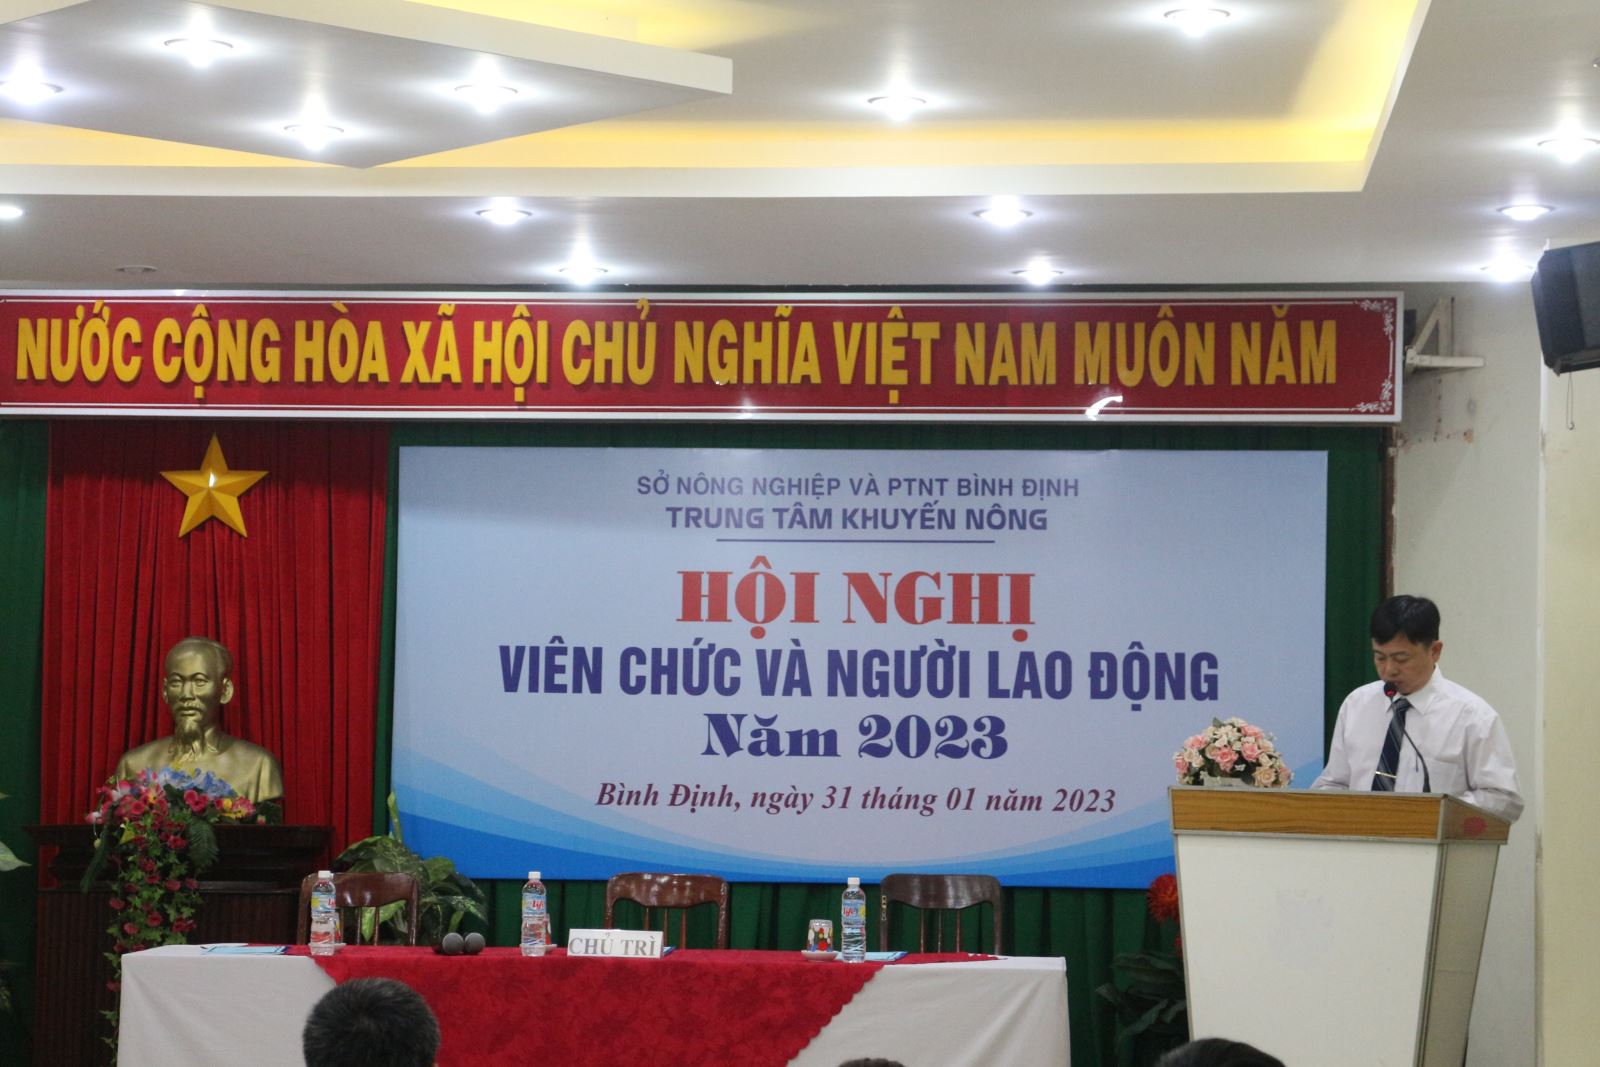 NƯỚC CỘNG HÒA XÃ HỘI CHỦ NGHĨA VIỆT NAM MUÔN NĂM
SỞ NÔNG NGHIỆP VÀ PTNT BÌNH ĐỊNH
TRUNG TÂM KHUYẾN NÔNG
HỘI NGHỊ
VIÊN CHỨC VÀ NGƯỜI LAO ĐỘNG
Năm 2023
Bình Định, ngày 31 tháng 01 năm 2023
CHỦ TRÌ